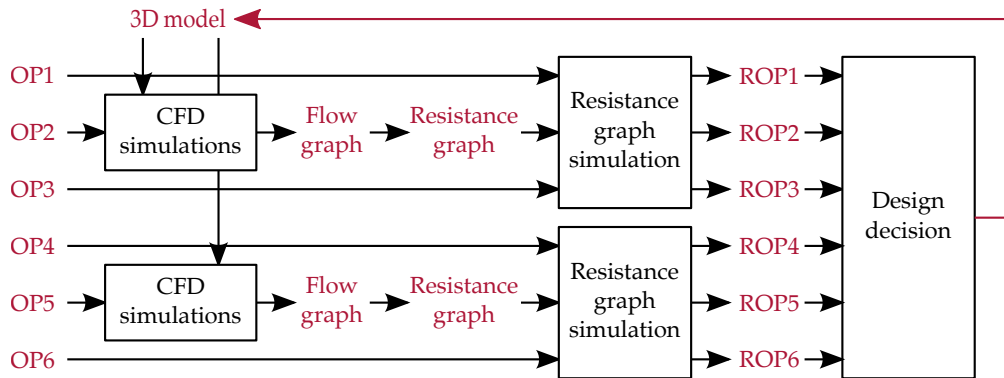 3D model
OP1
ROP1
OP2
CFD
simulations
Flow
graph
Resistance
graph
Resistance
graph
simulation
ROP2
OP3
ROP3
Design
decision
OP4
ROP4
OP5
CFD
simulations
Flow
graph
Resistance
graph
Resistance
graph
simulation
ROP5
OP6
ROP6